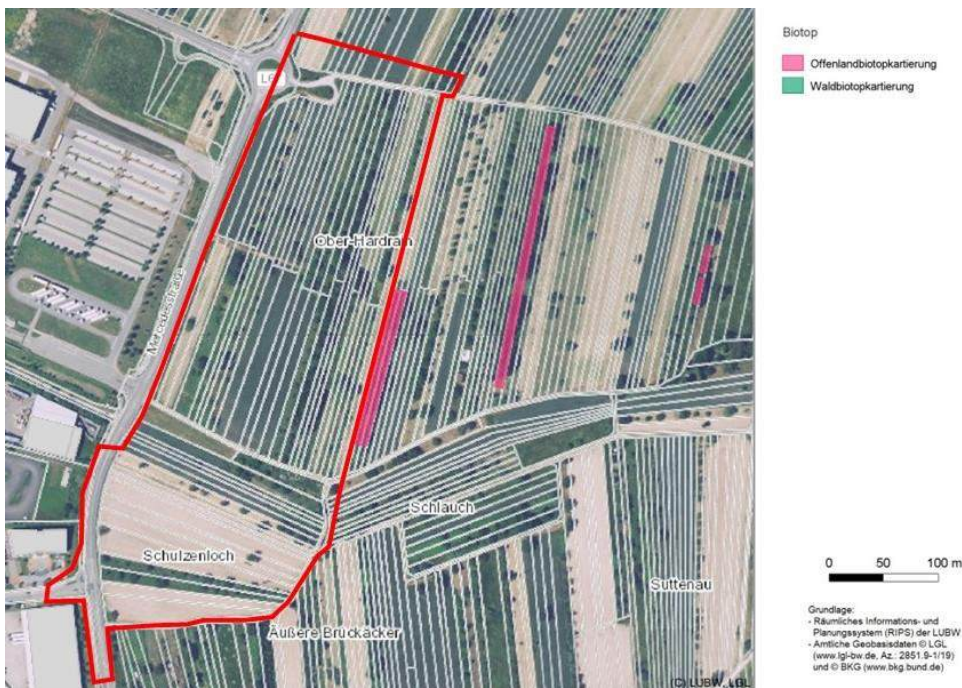 L6
Ober-Hardrain
Mercedesstraße
Schlauch
Schulzenloch
Suttenau
Äußere Brückäcker
(C) LUBW, LGL
Biotop
Offenlandbiotopkartierung
Waldbiotopkartierung
0 50 100 m
Grundlage:
- Räumliches Informations- und
Planungssystem (RIPS) der LUBW
- Amtliche Geobasisdaten © LGL
(www.lgl-bw.de, Az.: 2851.9-1/19)
und © BKG (www.bkg.bund.de)